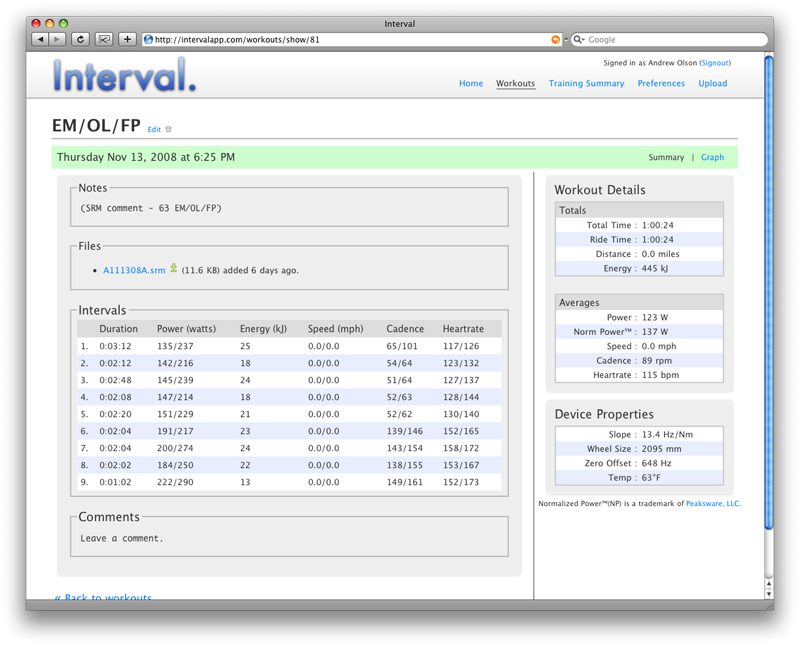 Interval
http://intervalapp.com/workouts/show/81
Google
Interval.
Signed in as Andrew Olson (Signout)
Home Workouts Training Summary Preferences Upload
EM/OL/FP Edit
Thursday Nov 13, 2008 at 6:25 PM
Summary | Graph
Notes
(SRM comment - 63 EM/OL/FP)
Files
• A111308A.srm (11.6 KB) added 6 days ago.
Intervals
Duration Power (watts) Energy (kJ) Speed (mph) Cadence Heartrate
1. 0:03:12 135/237 25 0.0/0.0 65/101 117/126
2. 0:02:12 142/216 18 0.0/0.0 54/64 123/132
3. 0:02:48 145/239 24 0.0/0.0 51/64 127/137
4. 0:02:08 147/214 18 0.0/0.0 52/63 128/144
5. 0:02:20 151/229 21 0.0/0.0 52/62 130/140
6. 0:02:04 191/217 23 0.0/0.0 139/146 152/165
7. 0:02:04 200/274 24 0.0/0.0 143/154 158/172
8. 0:02:02 184/250 22 0.0/0.0 138/155 153/167
9. 0:01:02 222/290 13 0.0/0.0 149/161 152/173
Comments
Leave a comment.
« Back to workouts
Workout Details
Totals
Total Time : 1:00:24
Ride Time : 1:00:24
Distance : 0.0 miles
Energy : 445 kJ
Averages
Power : 123 W
Norm Power™ : 137 W
Speed : 0.0 mph
Cadence : 89 rpm
Heartrate : 115 bpm
Device Properties
Slope : 13.4 Hz/Nm
Wheel Size : 2095 mm
Zero Offset : 648 Hz
Temp : 63°F
Normalized Power™(NP) is a trademark of Peaksware, LLC.